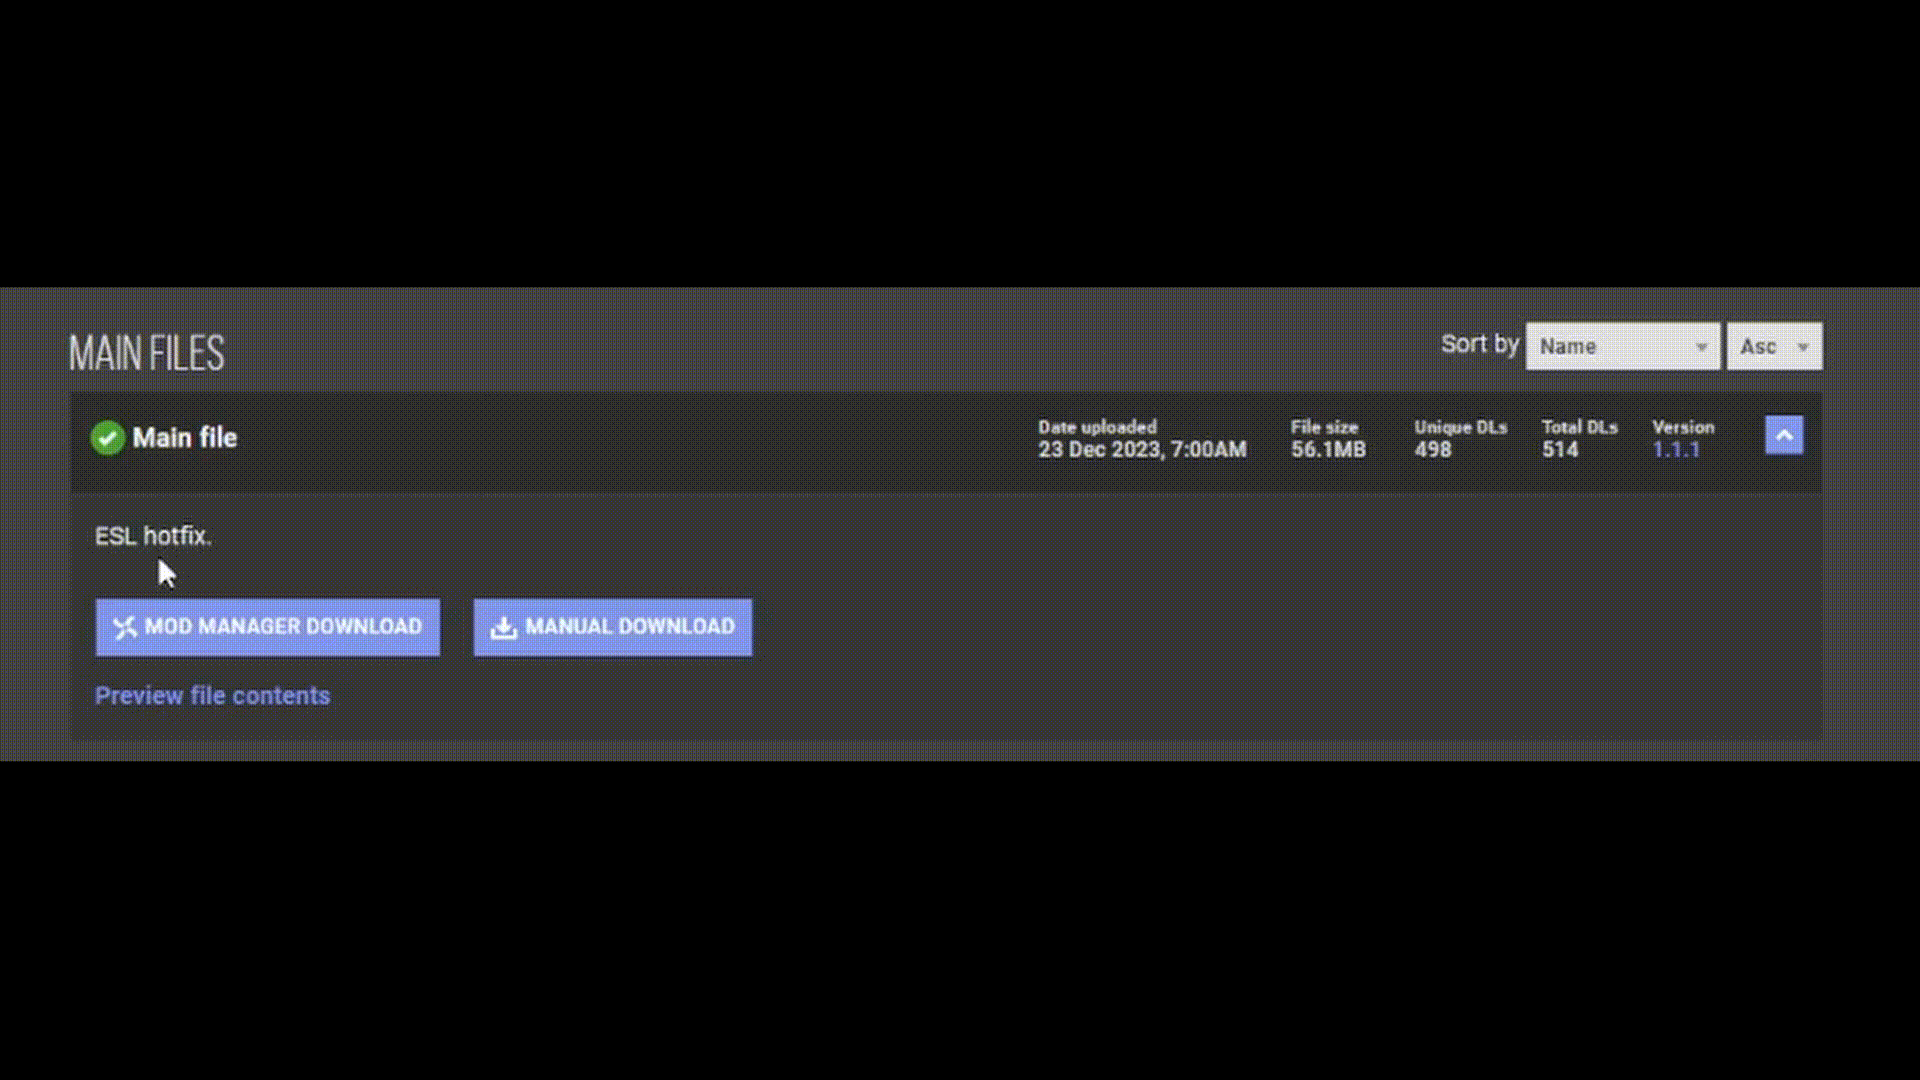 MAIN FILES
Sort by Name Asc
Main file
Date uploaded File size Unique DLs Total DLs Version
23 Dec 2023, 7:00AM 56.1MB 498 514 1.1.1
ESL hotfix.
MOD MANAGER DOWNLOAD MANUAL DOWNLOAD
Preview file contents